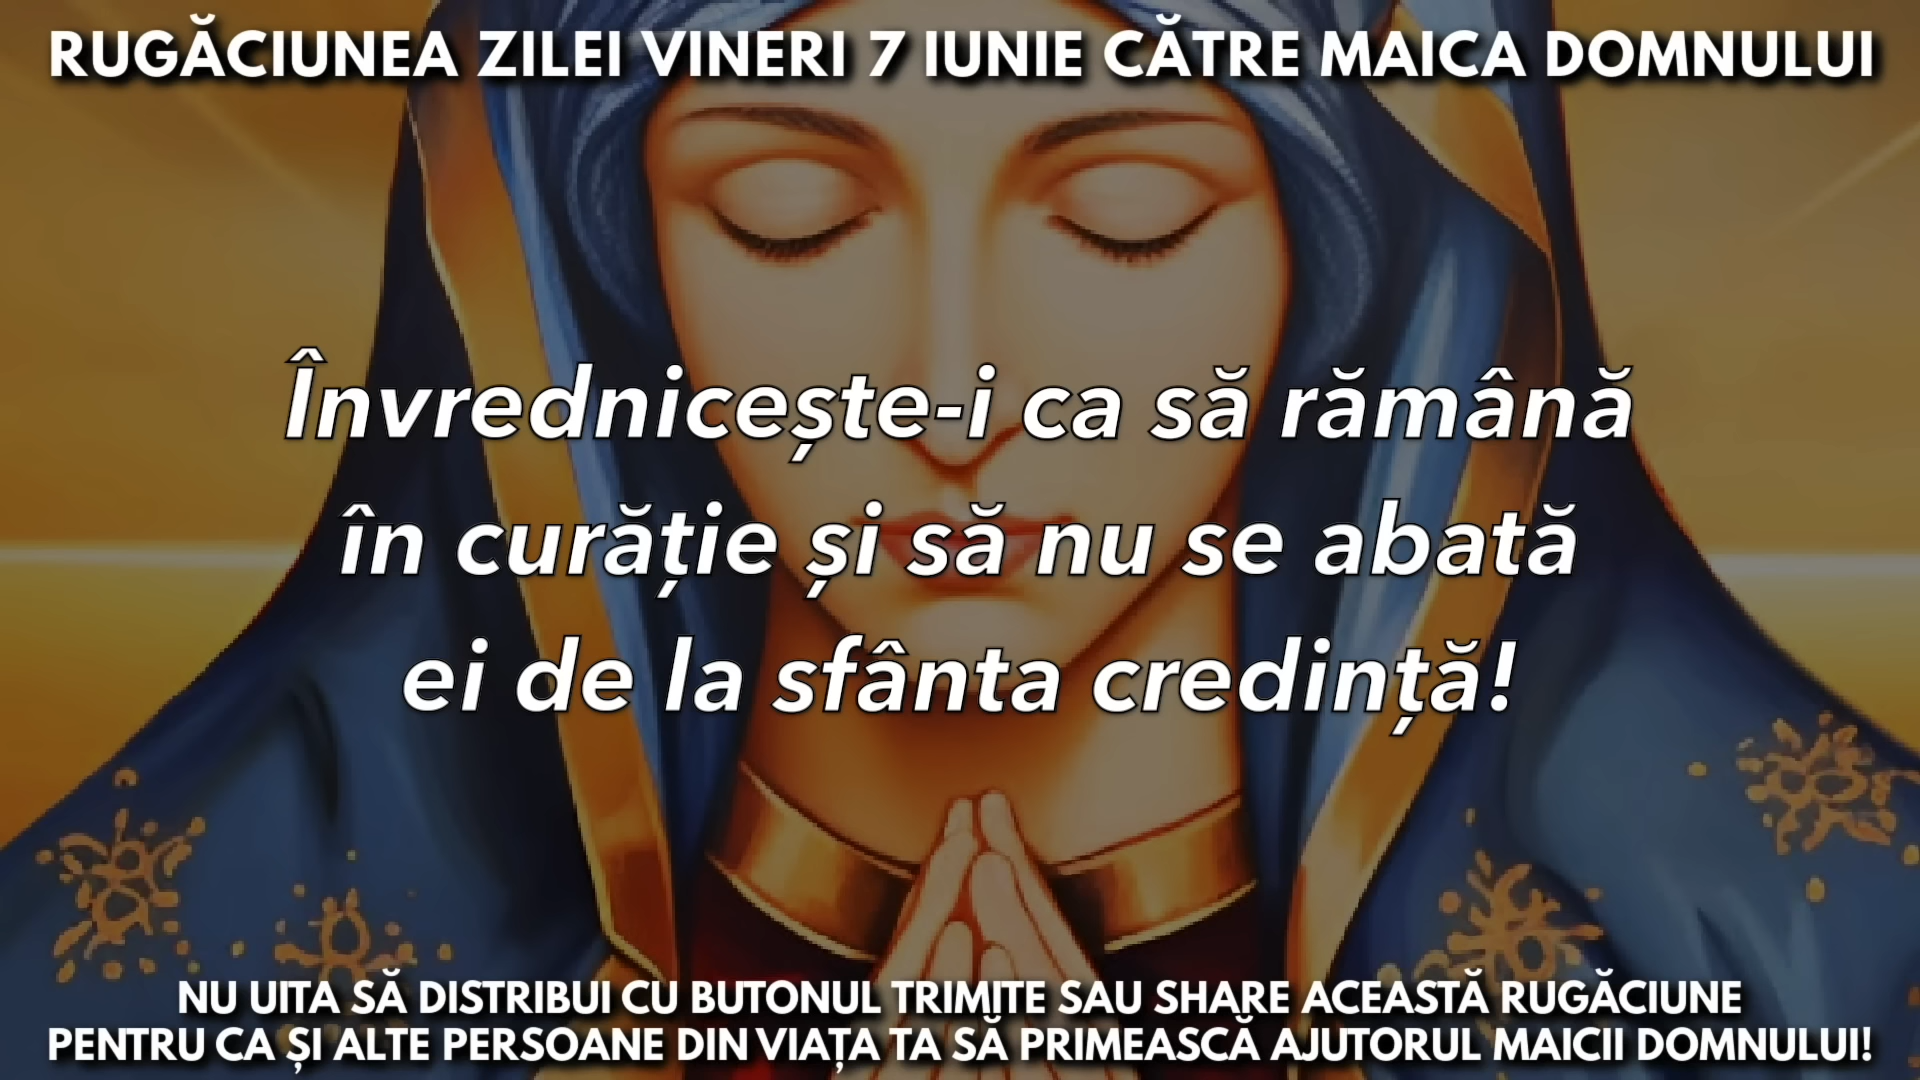 RUGĂCIUNEA ZILEI VINERI 7 IUNIE CĂTRE MAICA DOMNULUI
Învrednicește-i ca să rămână
în curăție și să nu se abată
ei de la sfânta credință!
NU UITA SĂ DISTRIBUI CU BUTONUL TRIMITE SAU SHARE ACEASTĂ RUGĂCIUNE
PENTRU CA ȘI ALTE PERSOANE DIN VIAȚA TA SĂ PRIMEASCĂ AJUTORUL MAICII DOMNULUI!